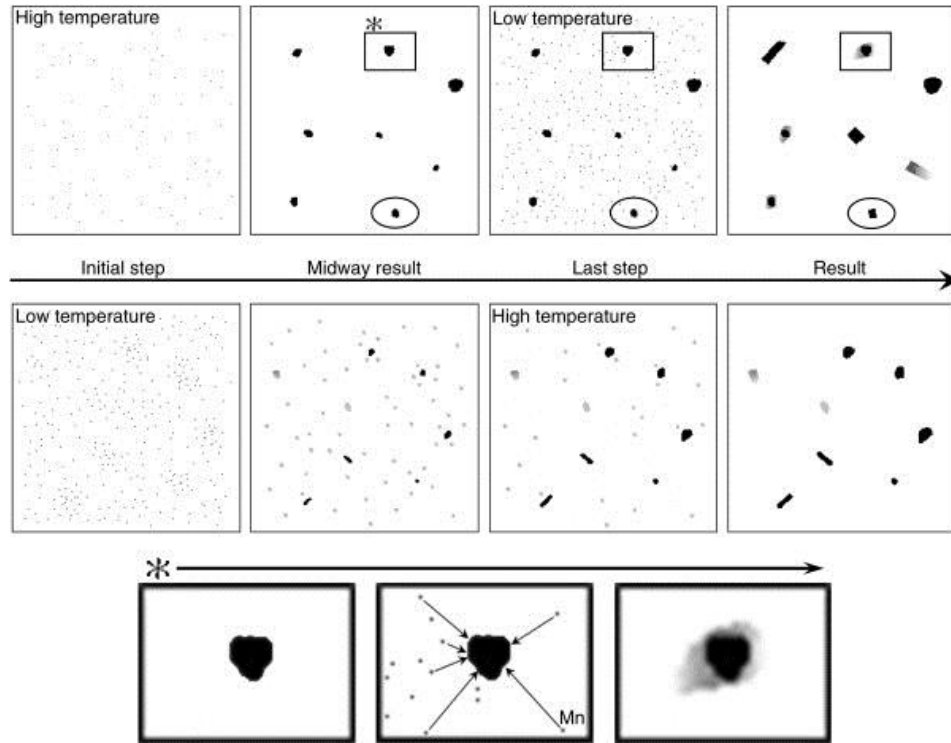 High temperature
*
Low temperature
Initial step
Midway result
Last step
Result
Low temperature
High temperature
*
Mn